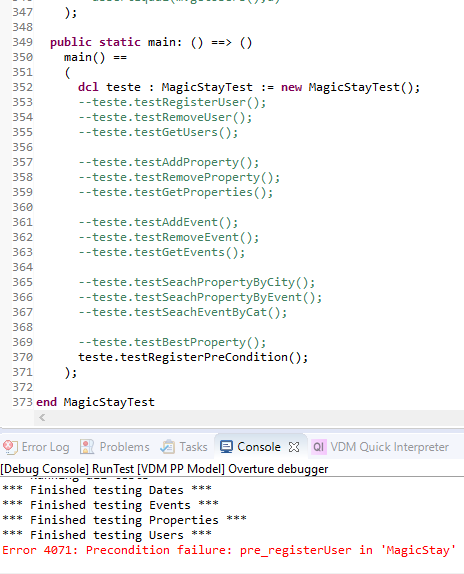 347 );
348
349 public static main: () ==> ()
350 main() ==
351 (
352 dcl teste : MagicStayTest := new MagicStayTest();
353 --teste.testRegisterUser();
354 --teste.testRemoveUser();
355 --teste.testGetUsers();
356
357 --teste.testAddProperty();
358 --teste.testRemoveProperty();
359 --teste.testGetProperties();
360
361 --teste.testAddEvent();
362 --teste.testRemoveEvent();
363 --teste.testGetEvents();
364
365 --teste.testSeachPropertyByCity();
366 --teste.testSeachPropertyByEvent();
367 --teste.testSeachEventByCat();
368
369 --teste.testBestProperty();
370 teste.testRegisterPreCondition();
371 );
372
373 end MagicStayTest
Error Log Problems Tasks Console VDM Quick Interpreter
[Debug Console] RunTest [VDM PP Model] Overture debugger
*** Finished testing Dates ***
*** Finished testing Events ***
*** Finished testing Properties ***
*** Finished testing Users ***
Error 4071: Precondition failure: pre_registerUser in 'MagicStay'